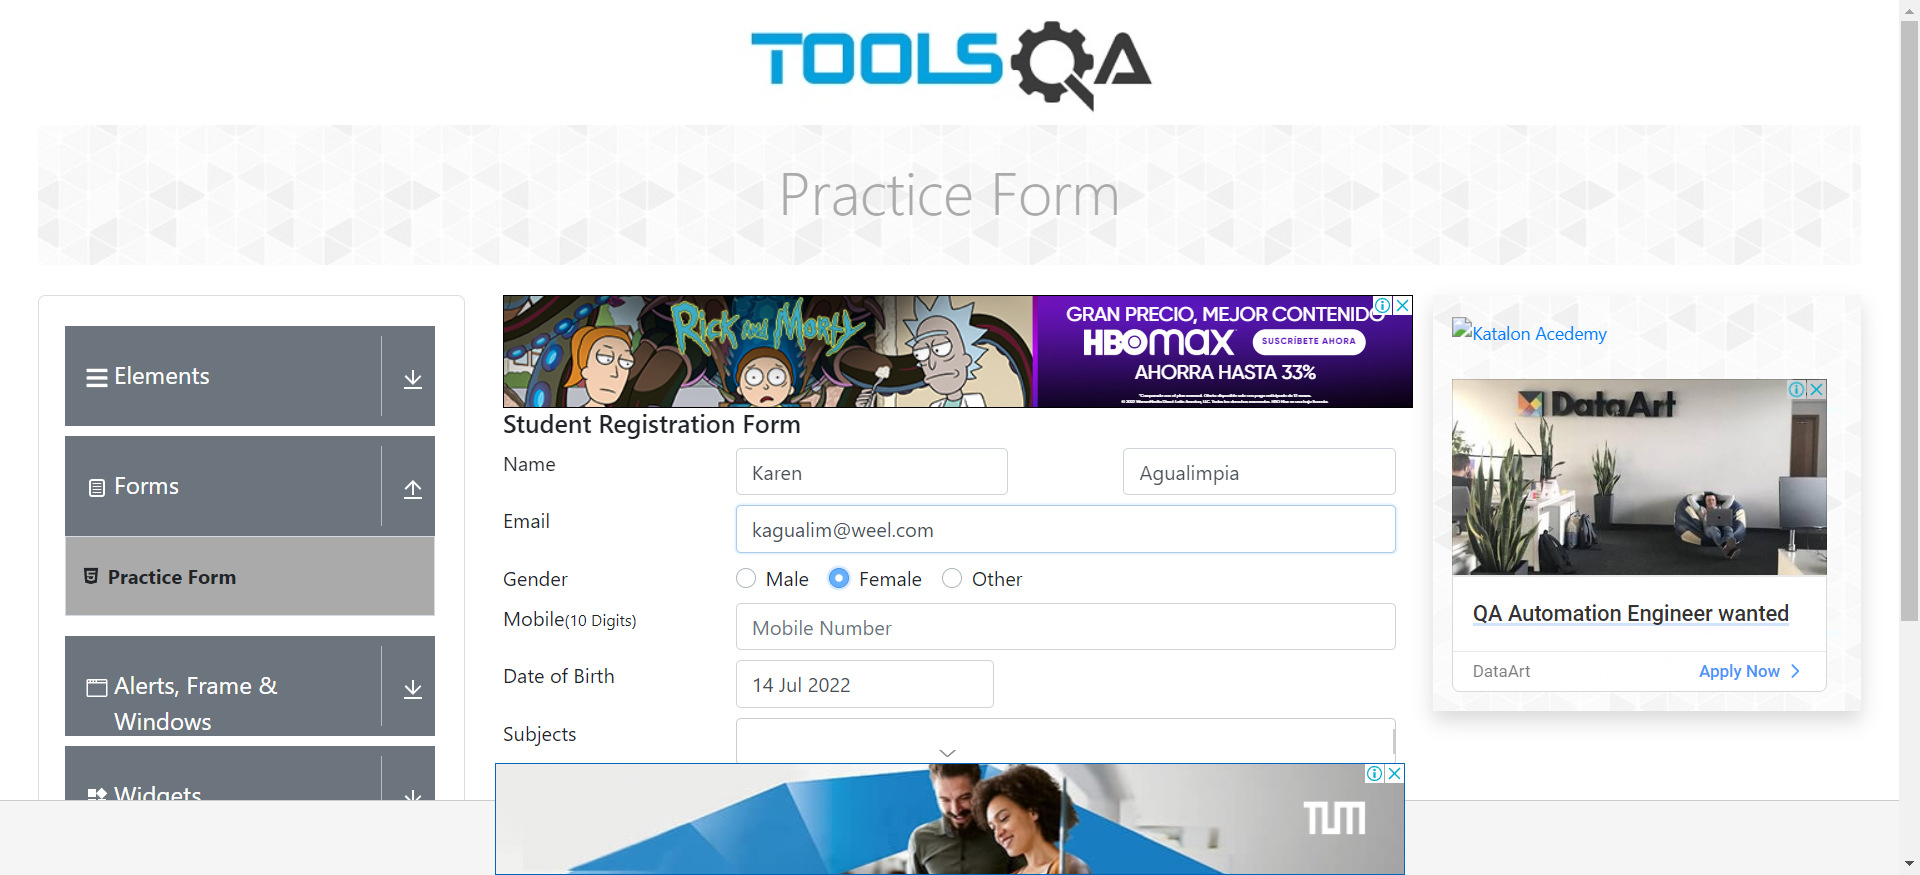 TOOLSQA
Practice Form
Elements
Forms
Practice Form
Alerts, Frame &
Windows
Widgets
Rick and Morty
GRAN PRECIO, MEJOR CONTENIDO
HBOMAX
SUSCRÍBETE AHORA
AHORRA HASTA 33%
Student Registration Form
Name
Karen
Agualimpia
Email
kagualim@weel.com
Gender
Male
Female
Other
Mobile(10 Digits)
Mobile Number
Date of Birth
14 Jul 2022
Subjects
TUM
Katalon Acedemy
DataArt
QA Automation Engineer wanted
DataArt
Apply Now